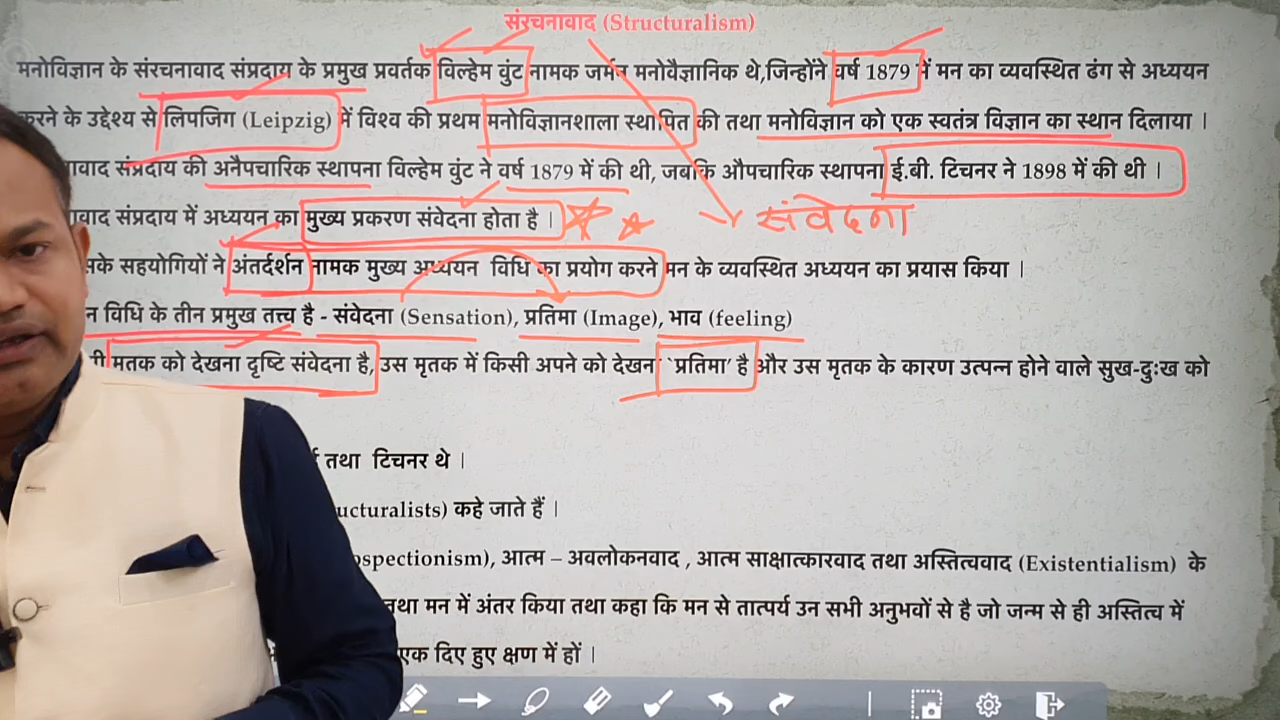 संरचनावाद (Structuralism)
मनोविज्ञान के संरचनावाद संप्रदाय के प्रमुख प्रवर्तक विल्हेम वुंट नामक जर्मन मनोवैज्ञानिक थे,जिन्होंने वर्ष 1879 में मन का व्यवस्थित ढंग से अध्ययन
करने के उद्देश्य से लिपजिग (Leipzig) में विश्व की प्रथम मनोविज्ञानशाला स्थापित की तथा मनोविज्ञान को एक स्वतंत्र विज्ञान का स्थान दिलाया ।
संप्रदाय की अनैपचारिक स्थापना विल्हेम वुंट ने वर्ष 1879 में की थी, जबकि औपचारिक स्थापना ई.बी. टिचनर ने 1898 में की थी ।
संप्रदाय में अध्ययन का मुख्य प्रकरण संवेदना होता है । संवेदना
सहयोगियों ने अंतर्दर्शन नामक मुख्य अध्ययन विधि का प्रयोग करने मन के व्यवस्थित अध्ययन का प्रयास किया ।
विधि के तीन प्रमुख तत्त्व है - संवेदना (Sensation), प्रतिमा (Image), भाव (feeling)
मृतक को देखना दृष्टि संवेदना है, उस मृतक में किसी अपने को देखन `प्रतिमा’ है और उस मृतक के कारण उत्पन्न होने वाले सुख-दुःख को
तथा टिचनर थे ।
कहे जाते हैं ।
आत्म – अवलोकनवाद , आत्म साक्षात्कारवाद तथा अस्तित्ववाद (Existentialism) के
तथा मन में अंतर किया तथा कहा कि मन से तात्पर्य उन सभी अनुभवों से है जो जन्म से ही अस्तित्व में
एक दिए हुए क्षण में हों ।